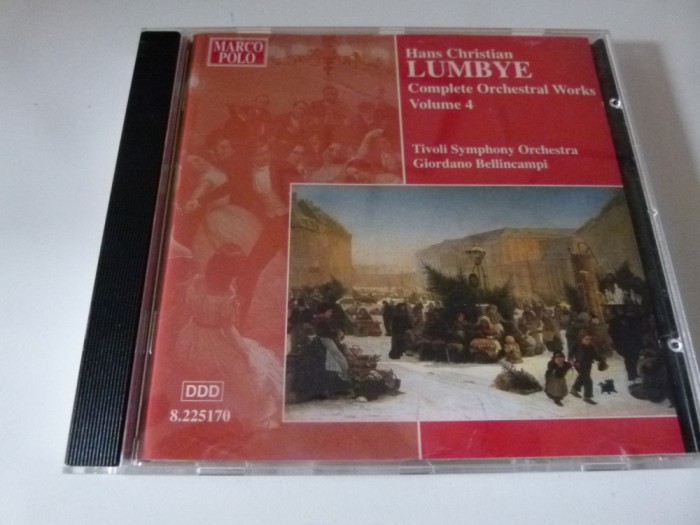 MARCO
POLO
Hans Christian
LUMBYE
Complete Orchestral Works
Volume 4
Tivoli Symphony Orchestra
Giordano Bellincampi
DDD
8.225170